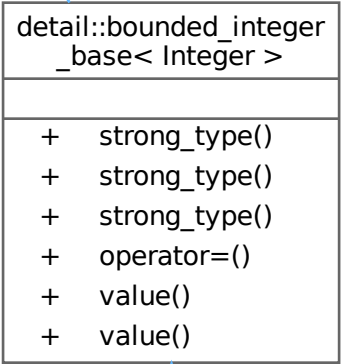 detail::bounded_integer
_base< Integer >
+ strong_type()
+ strong_type()
+ strong_type()
+ operator=()
+ value()
+ value()